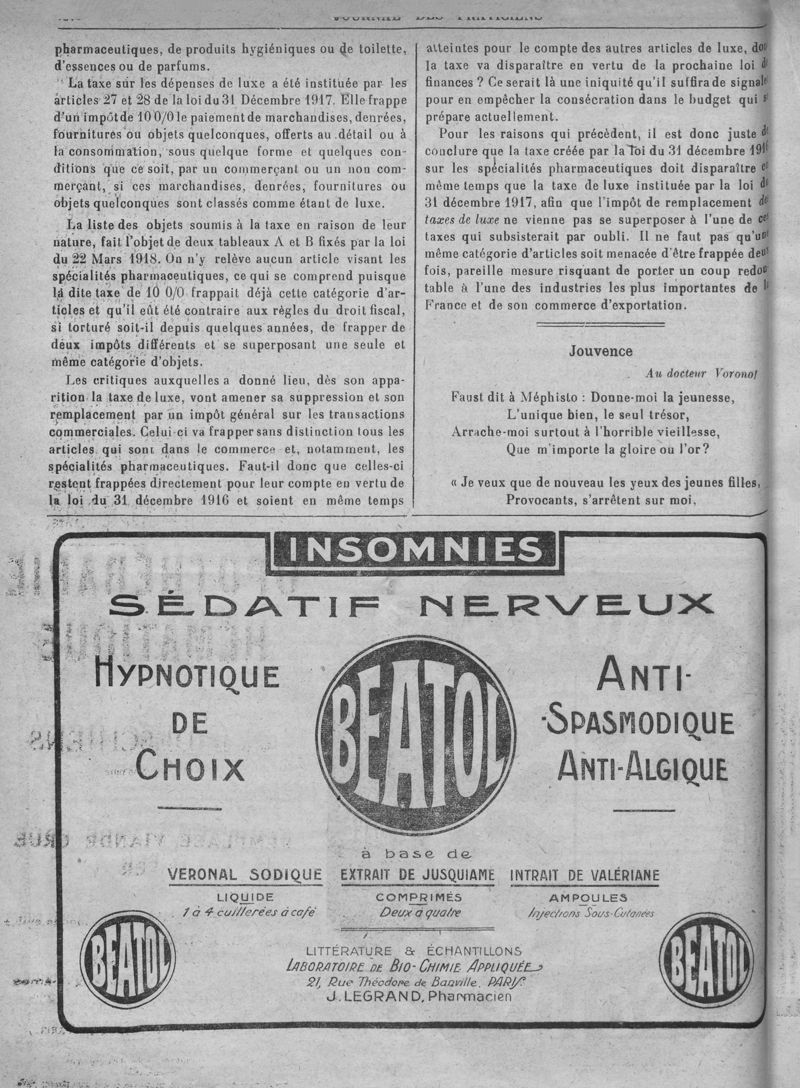 JOURNAL DES PRATICIENS
pharmaceutiques, de produits hygiéniques ou de toilette,
d'essences ou de parfums.
La taxe sur les dépenses de luxe a été instituée par les
articles 27 et 28 de la loi du 31 Décembre 1917. Elle frappe
d'un impôt de 10 0/0 le paiement de marchandises, denrées,
fournitures ou objets quelconques, offerts au détail ou à
la consommation, sous quelque forme et quelques con-
ditions que ce soit, par un commerçant ou un non com-
merçant, si ces marchandises, denrées, fournitures ou
objets quelconques sont classés comme étant de luxe.
La liste des objets soumis à la taxe en raison de leur
nature, fait l'objet de deux tableaux A et B fixés par la loi
du 22 Mars 1918. On n'y relève aucun article visant les
spécialités pharmaceutiques, ce qui se comprend puisque
la dite taxe de 10 0/0 frappait déjà cette catégorie d'ar-
ticles et qu'il eût été contraire aux règles du droit fiscal,
si torturé soit-il depuis quelques années, de frapper de
deux impôts différents et se superposant une seule et
même catégorie d'objets.
Les critiques auxquelles a donné lieu, dès son appa-
rition la taxe de luxe, vont amener sa suppression et son
remplacement par un impôt général sur les transactions
commerciales. Celui ci va frapper sans distinction tous les
articles qui sont dans le commerce et, notamment, les
spécialités pharmaceutiques. Faut-il donc que celles-ci
restent frappées directement pour leur compte en vertu de
la loi du 31 décembre 1916 et soient en même temps
atteintes pour le compte des autres articles de luxe, don
la taxe va disparaître en vertu de la prochaine loi de
finances ? Ce serait là une iniquité qu'il suffira de signale
pour en empêcher la consécration dans le budget qui s
prépare actuellement.
Pour les raisons qui précèdent, il est donc juste de
conclure que la taxe créée par la loi du 31 décembre 191
sur les spécialités pharmaceutiques doit disparaître e
même temps que la taxe de luxe instituée par la loi de
31 décembre 1917, afin que l'impôt de remplacement de
taxes de luxe ne vienne pas se superposer à l'une de ce
taxes qui subsisterait par oubli. Il ne faut pas qu'une
même catégorie d'articles soit menacée d'être frappée deu
fois, pareille mesure risquant de porter un coup redou
table à l'une des industries les plus importantes de l
France et de son commerce d'exportation.
Jouvence
Au docteur Voronof
Faust dit à Méphisto : Donne-moi la jeunesse,
L'unique bien, le seul trésor,
Arrache-moi surtout à l'horrible vieillesse,
Que m'importe la gloire ou l'or?
« Je veux que de nouveau les yeux des jeunes filles,
Provocants, s'arrêtent sur moi,
INSOMNIES
SÉDATIF NERVEUX
HYPNOTIQUE
DE
CHOIX
BEATOL
ANTI-
-SPASMODIQUE
ANTI-ALGIQUE
à base de
VERONAL SODIQUE EXTRAIT DE JUSQUIAME INTRAIT DE VALÉRIANE
LIQUIDE COMPRIMÉS AMPOULES
1 à 4 cuillerées à café Deux à quatre Injections Sous-Cutanées
BEATOL
BEATOL
LITTÉRATURE & ÉCHANTILLONS
LABORATOIRE DE BIO-CHIMIE APPLIQUÉE
21, Rue Théodore de Banville. PARIS
J. LEGRAND, Pharmacien